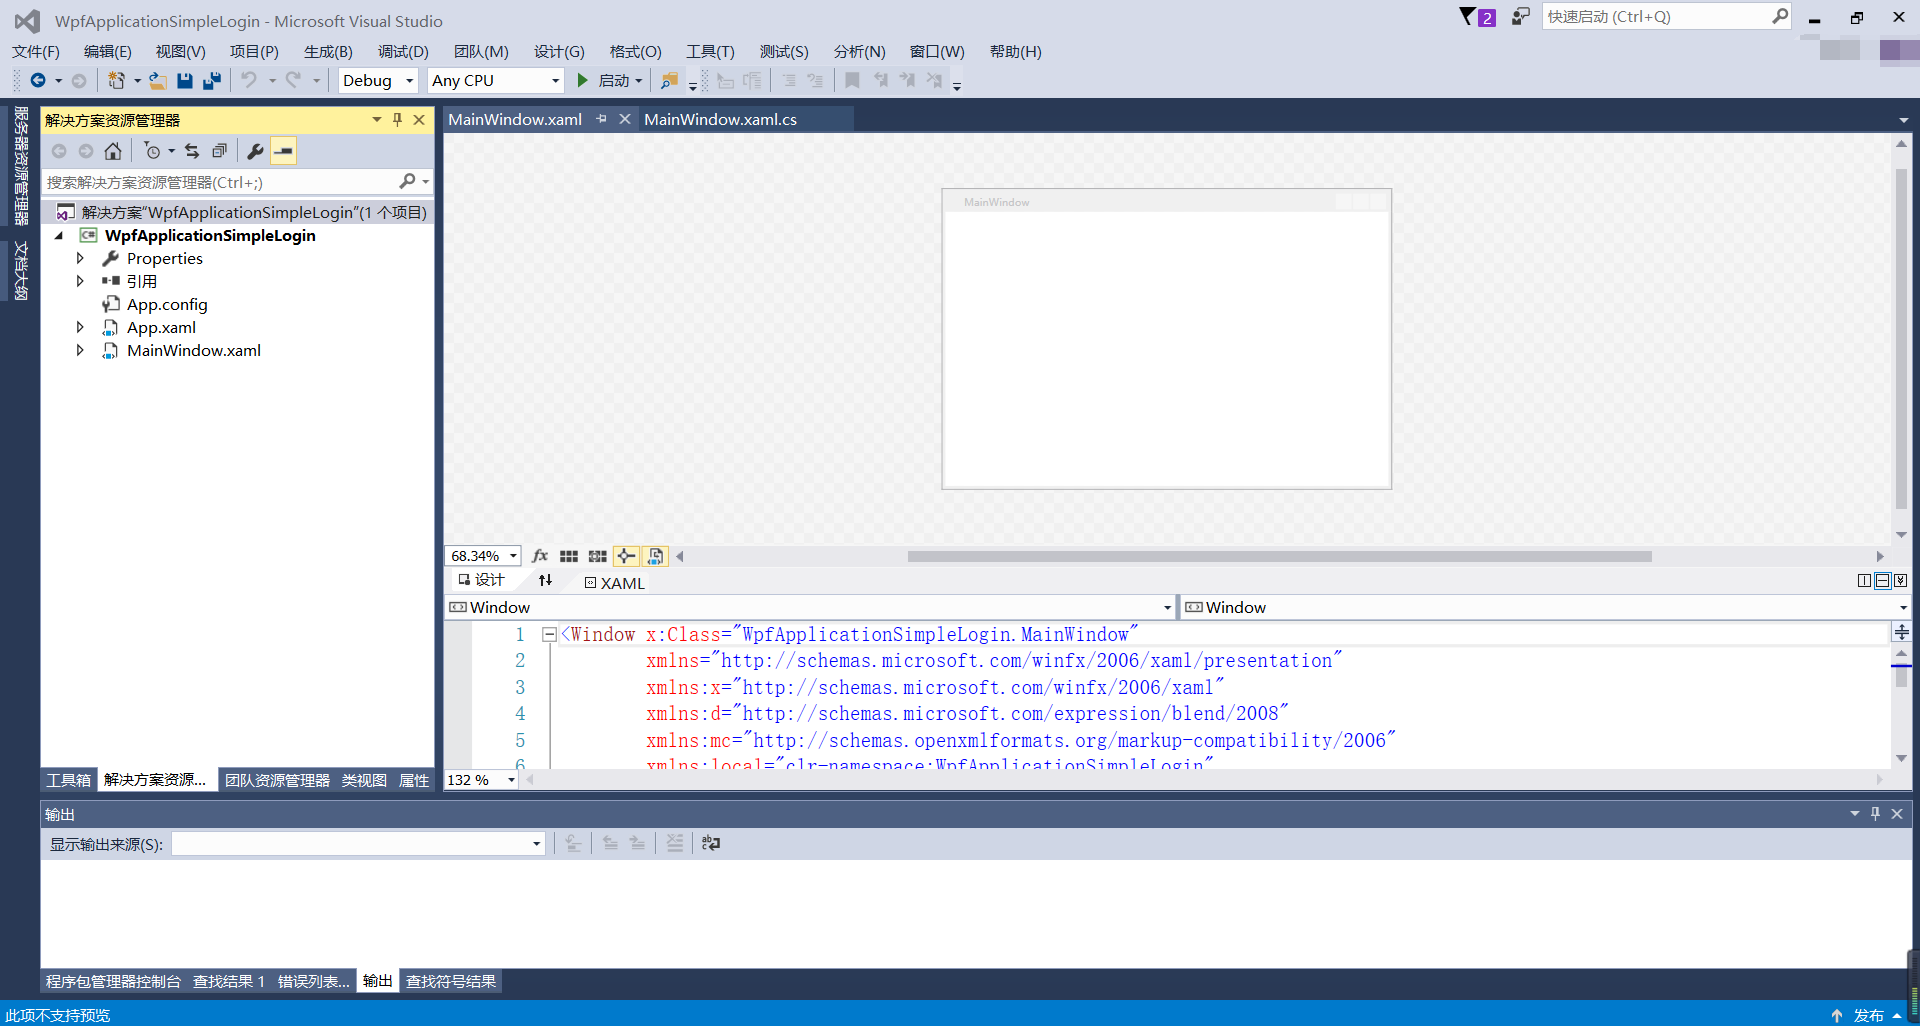 WpfApplicationSimpleLogin - Microsoft Visual Studio
2
快速启动 (Ctrl+Q)
文件(F) 编辑(E) 视图(V) 项目(P) 生成(B) 调试(D) 团队(M) 设计(G) 格式(O) 工具(T) 测试(S) 分析(N) 窗口(W) 帮助(H)
Debug Any CPU 启动
服务器资源管理器
文档大纲
解决方案资源管理器
搜索解决方案资源管理器(Ctrl+;)
解决方案“WpfApplicationSimpleLogin”(1 个项目)
C# WpfApplicationSimpleLogin
Properties
引用
App.config
App.xaml
MainWindow.xaml
工具箱 解决方案资源... 团队资源管理器 类视图 属性
MainWindow.xaml MainWindow.xaml.cs
MainWindow
68.34% fx
设计 XAML
Window Window
1 <Window x:Class="WpfApplicationSimpleLogin.MainWindow"
2 xmlns="http://schemas.microsoft.com/winfx/2006/xaml/presentation"
3 xmlns:x="http://schemas.microsoft.com/winfx/2006/xaml"
4 xmlns:d="http://schemas.microsoft.com/expression/blend/2008"
5 xmlns:mc="http://schemas.openxmlformats.org/markup-compatibility/2006"
6 xmlns:local="clr-namespace:WpfApplicationSimpleLogin"
132 %
输出
显示输出来源(S):
程序包管理器控制台 查找结果 1 错误列表... 输出 查找符号结果
此项不支持预览
发布